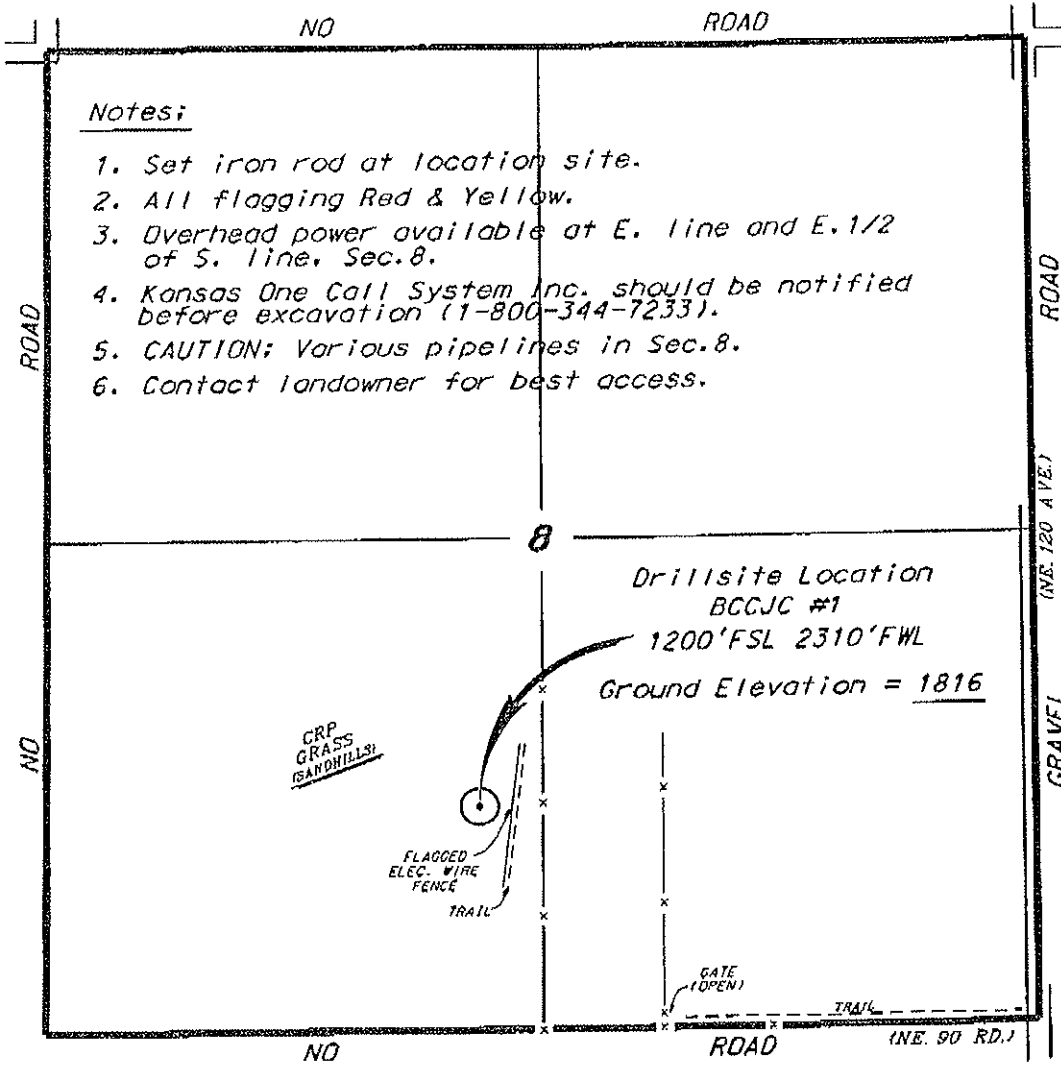 NO ROAD
Notes:
1. Set iron rod at location site.
2. All flagging Red & Yellow.
3. Overhead power available at E. line and E.1/2
of S. line, Sec.8.
4. Kansas One Call System Inc. should be notified
before excavation (1-800-344-7233).
5. CAUTION: Various pipelines in Sec.8.
6. Contact landowner for best access.
ROAD
ROAD
(NE. 120 AVE.)
8
Drillsite Location
BCCJC #1
1200'FSL 2310'FWL
Ground Elevation = 1816
CRP
GRASS
(SANDHILLS)
NO
GRAVEL
FLAGGED
ELEC. WIRE
FENCE
TRAIL
GATE
(OPEN)
TRAIL
NO ROAD
(NE. 90 RD.)